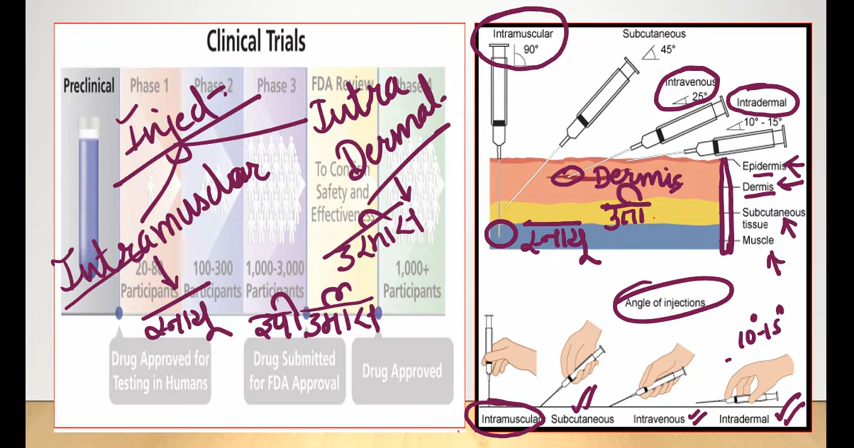 Clinical Trials
Preclinical
Phase 1
Phase 2
Phase 3
FDA Review
Phase 4
Inject-
Intra
Dermal
Intramuscular
To Confirm
Safety and
Effectiveness
20-80
Participants
100-300
Participants
1,000-3,000
Participants
1,000+
Participants
Drug Approved for
Testing in Humans
Drug Submitted
for FDA Approval
Drug Approved
Intramuscular
90°
Subcutaneous
45°
Intravenous
25°
Intradermal
10° - 15°
Epidermis
Dermis
Dermis
Subcutaneous
tissue
Muscle
स्नायू
Angle of injections
10°-15°
Intramuscular
Subcutaneous
Intravenous
Intradermal